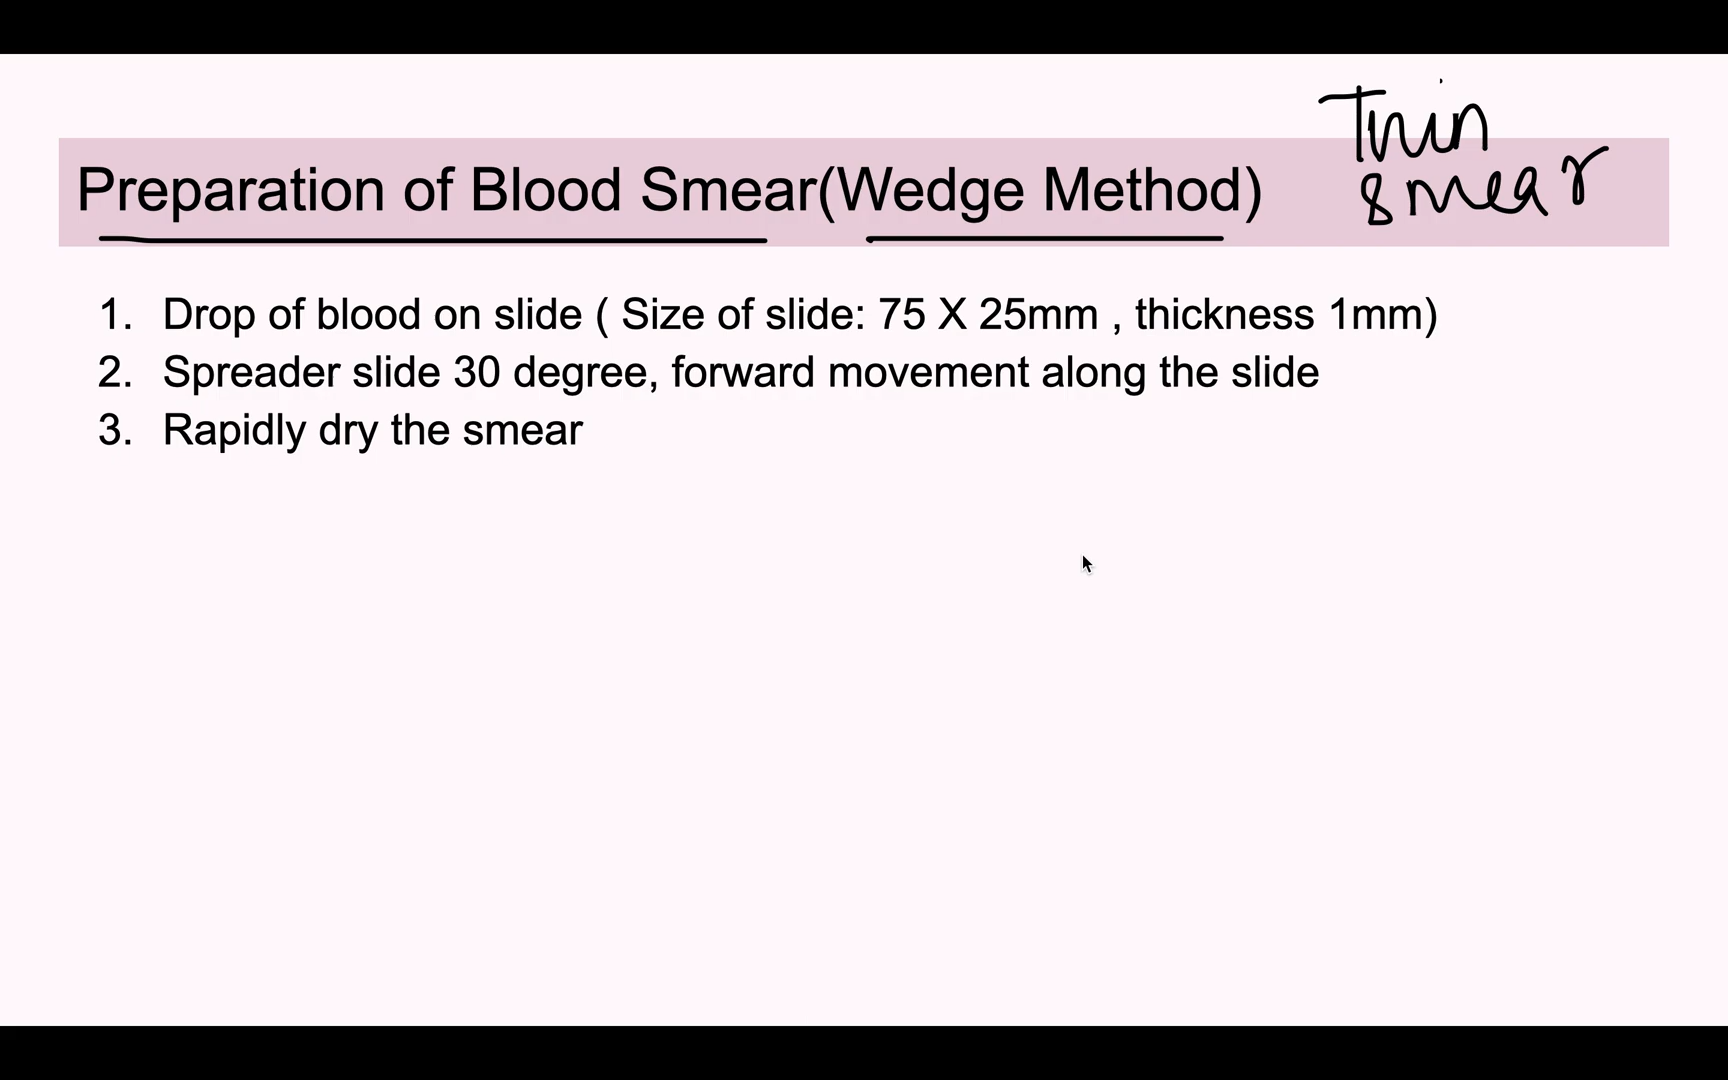 Thin
smear
Preparation of Blood Smear(Wedge Method)
1. Drop of blood on slide ( Size of slide: 75 X 25mm , thickness 1mm)
2. Spreader slide 30 degree, forward movement along the slide
3. Rapidly dry the smear